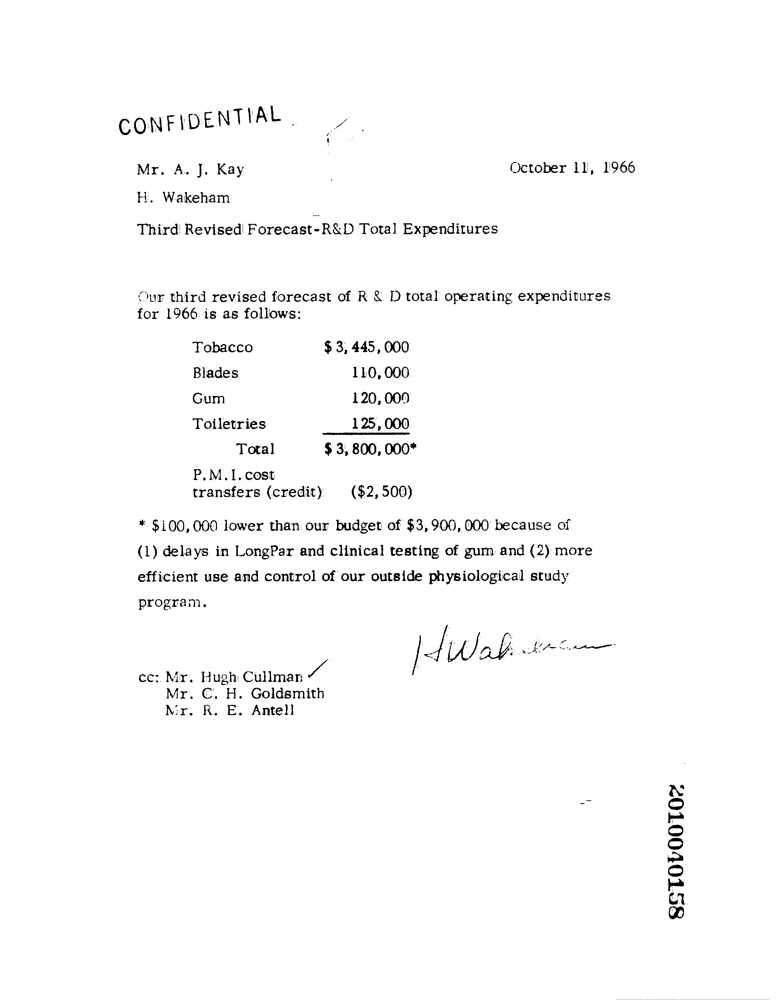 CONFIDENTIAL
Mr. A. J. Kay October 11, 1966
H. Wakeham
Third Revised Forecast-R&D Total Expenditures
Our third revised forecast of R & D total operating expenditures
for 1966 is as follows:
Tobacco $3,445,000
Blades 110,000
Gum 120,000
Toiletries 125,000
Total $3,800,000*
P.M.I. cost
transfers (credit) ($2,500)
* $100,000 lower than our budget of $3,900,000 because of
(1) delays in LongPar and clinical testing of gum and (2) more
efficient use and control of our outside physiological study
program.
HWakeham
cc: Mr. Hugh Cullman ✓
Mr. C. H. Goldsmith
Mr. R. E. Antell
2010040158